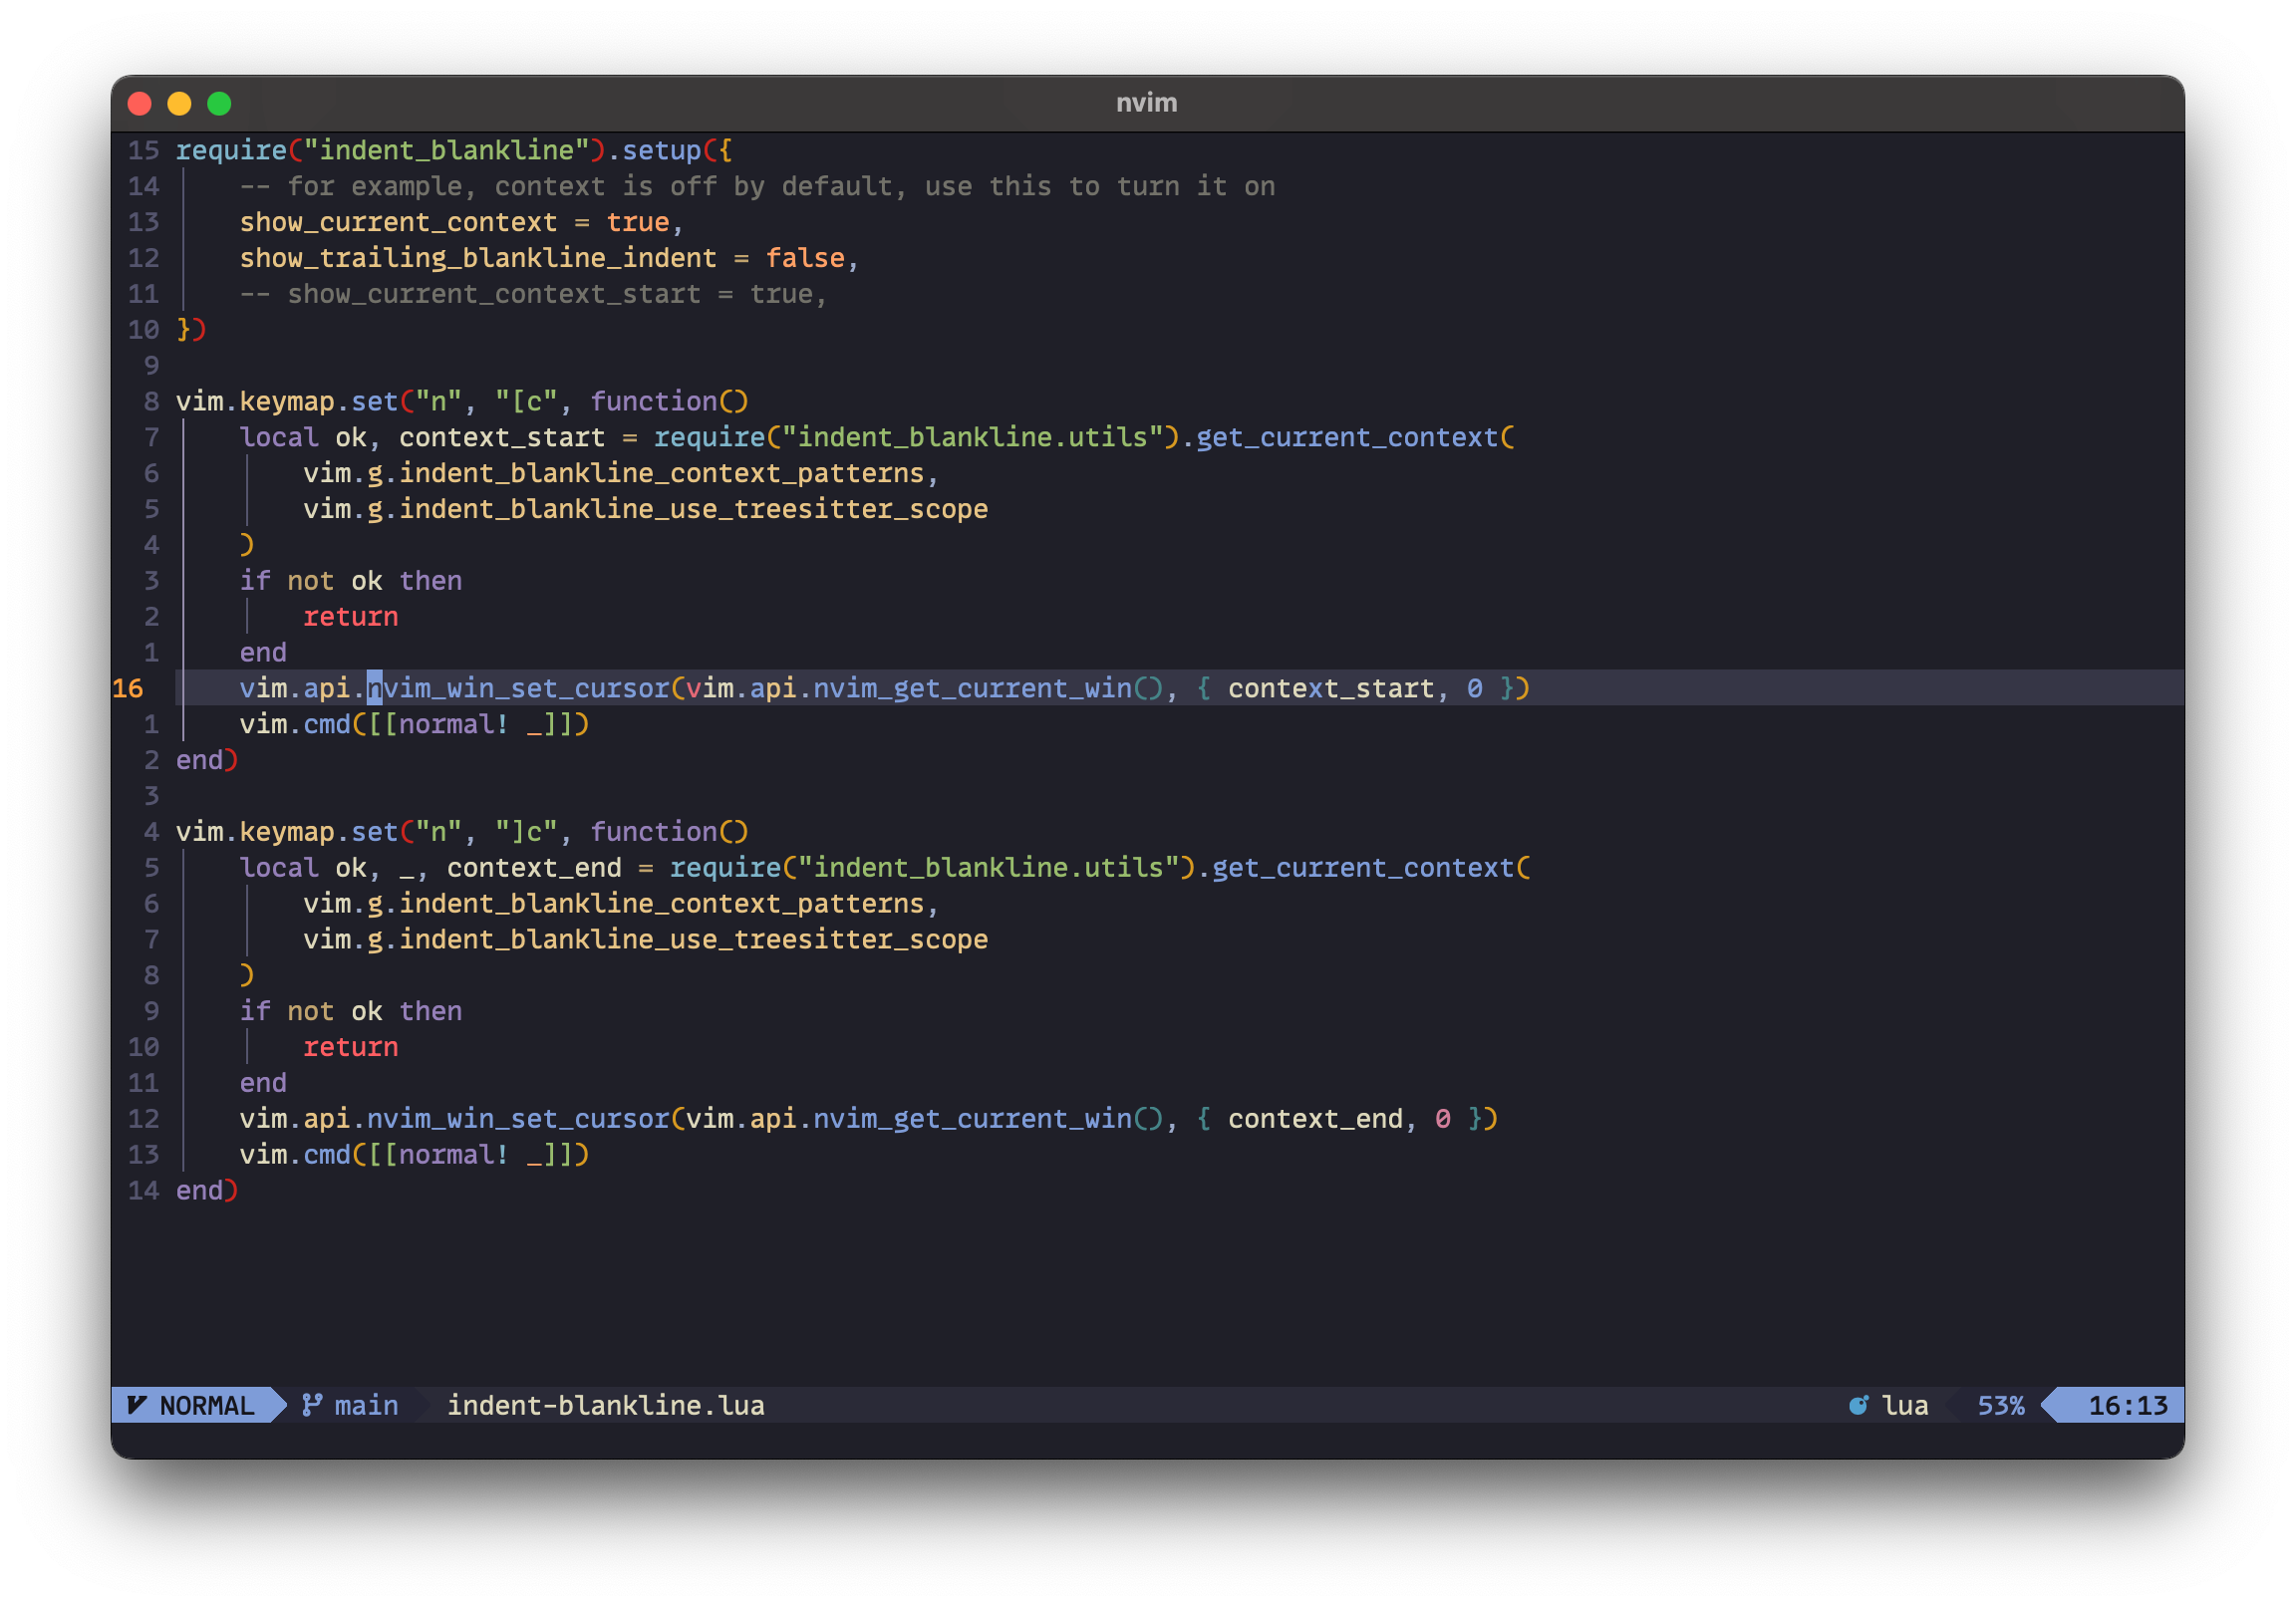 nvim
15 require("indent_blankline").setup({
14     -- for example, context is off by default, use this to turn it on
13     show_current_context = true,
12     show_trailing_blankline_indent = false,
11     -- show_current_context_start = true,
10 })
9
8 vim.keymap.set("n", "[c", function()
7     local ok, context_start = require("indent_blankline.utils").get_current_context(
6         vim.g.indent_blankline_context_patterns,
5         vim.g.indent_blankline_use_treesitter_scope
4     )
3     if not ok then
2         return
1     end
16     vim.api.nvim_win_set_cursor(vim.api.nvim_get_current_win(), { context_start, 0 })
1     vim.cmd([[normal! _]])
2 end)
3
4 vim.keymap.set("n", "]c", function()
5     local ok, _, context_end = require("indent_blankline.utils").get_current_context(
6         vim.g.indent_blankline_context_patterns,
7         vim.g.indent_blankline_use_treesitter_scope
8     )
9     if not ok then
10         return
11     end
12     vim.api.nvim_win_set_cursor(vim.api.nvim_get_current_win(), { context_end, 0 })
13     vim.cmd([[normal! _]])
14 end)
NORMAL main indent-blankline.lua lua 53% 16:13